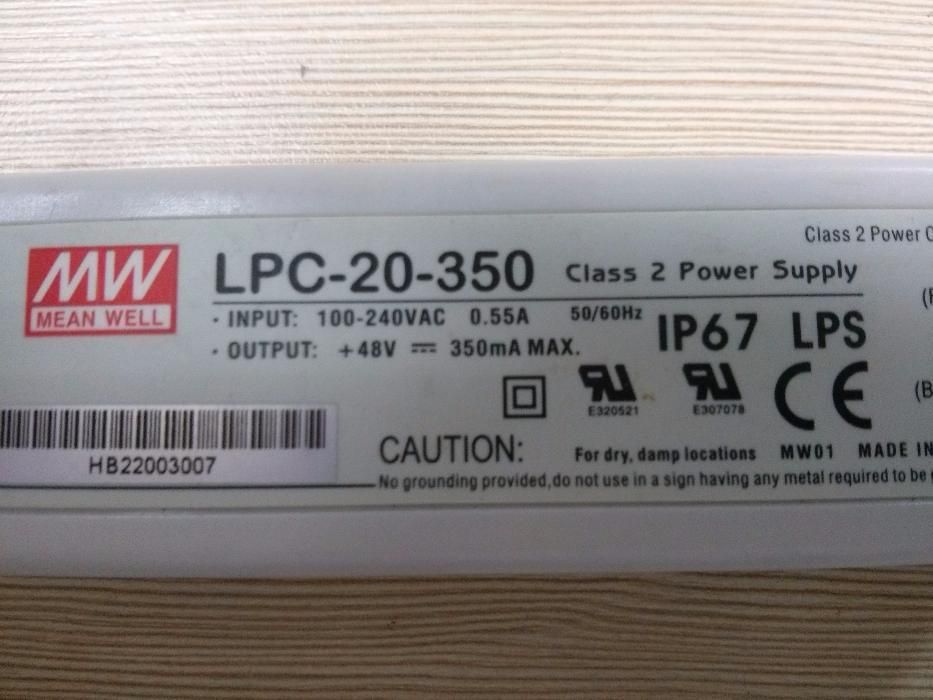 Class 2 Power
MW
MEAN WELL
LPC-20-350 Class 2 Power Supply
· INPUT: 100-240VAC 0.55A 50/60Hz
· OUTPUT: +48V ⎓ 350mA MAX.
IP67 LPS
E320521
E307078
CE
HB22003007
CAUTION: For dry, damp locations MW01 MADE IN
No grounding provided,do not use in a sign having any metal required to be